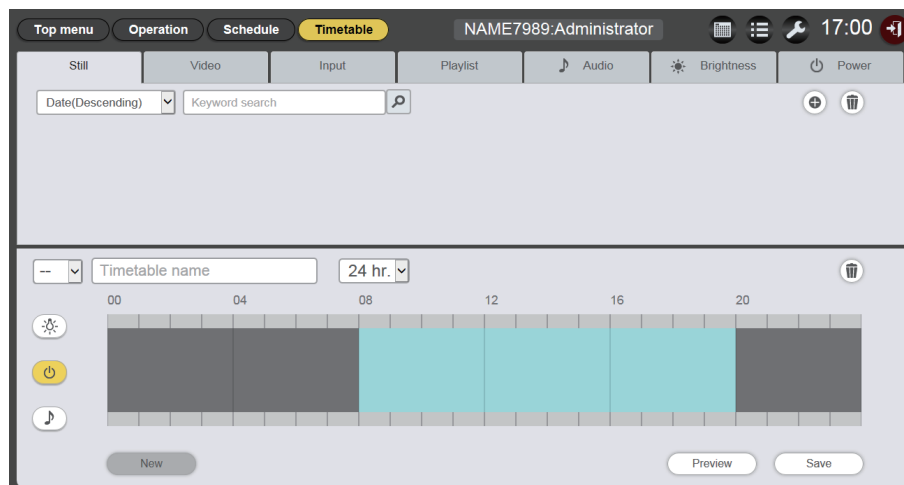 Top menu Operation Schedule Timetable NAME7989:Administrator 17:00
Still Video Input Playlist Audio Brightness Power
Date(Descending) Keyword search
-- Timetable name 24 hr.
00 04 08 12 16 20
New Preview Save